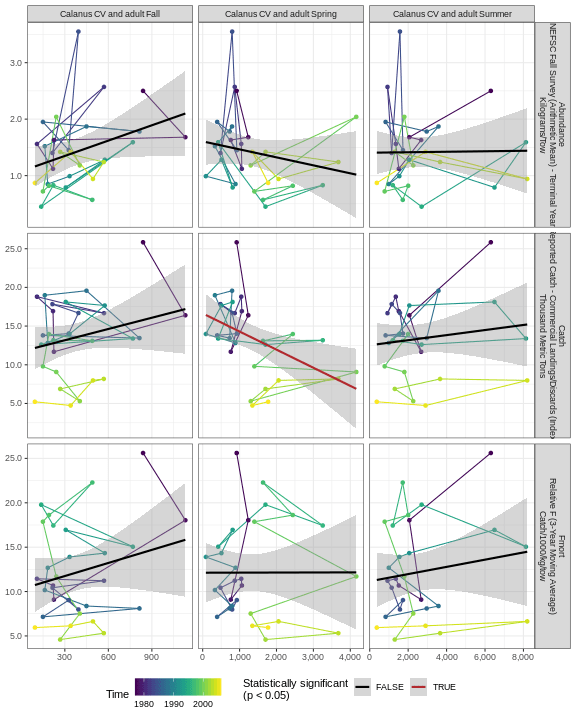 Calanus CV and adult Fall
Calanus CV and adult Spring
Calanus CV and adult Summer
3.0
2.0
1.0
Abundance
NEFSC Fall Survey (Arithmetic Mean) - Terminal Year
Kilograms/tow
25.0
20.0
15.0
10.0
5.0
Catch
Reported Catch - Commercial Landings/Discards (Index
Thousand Metric Tons
25.0
20.0
15.0
10.0
5.0
Fmort
Relative F (3-Year Moving Average)
Catch/1000/kg/tow
300 600 900
0 1,000 2,000 3,000 4,000
0 2,000 4,000 6,000 8,000
Time
1980 1990 2000
Statistically significant
(p < 0.05)
FALSE
TRUE